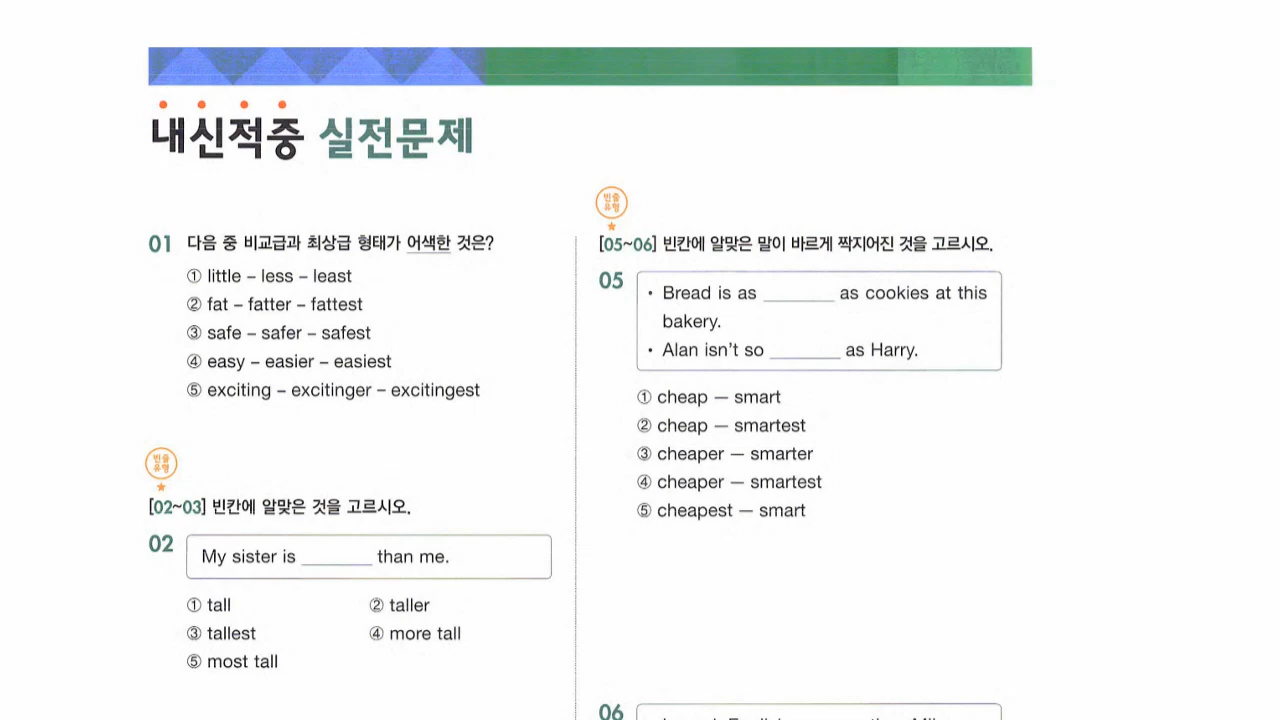 내신적중 실전문제
01 다음 중 비교급과 최상급 형태가 어색한 것은?
① little – less – least
② fat – fatter – fattest
③ safe – safer – safest
④ easy – easier – easiest
⑤ exciting – excitinger – excitingest
빈출
유형
[02~03] 빈칸에 알맞은 것을 고르시오.
02 My sister is ________ than me.
① tall ② taller
③ tallest ④ more tall
⑤ most tall
빈출
유형
[05~06] 빈칸에 알맞은 말이 바르게 짝지어진 것을 고르시오.
05 • Bread is as ________ as cookies at this
bakery.
• Alan isn’t so ________ as Harry.
① cheap — smart
② cheap — smartest
③ cheaper — smarter
④ cheaper — smartest
⑤ cheapest — smart
06